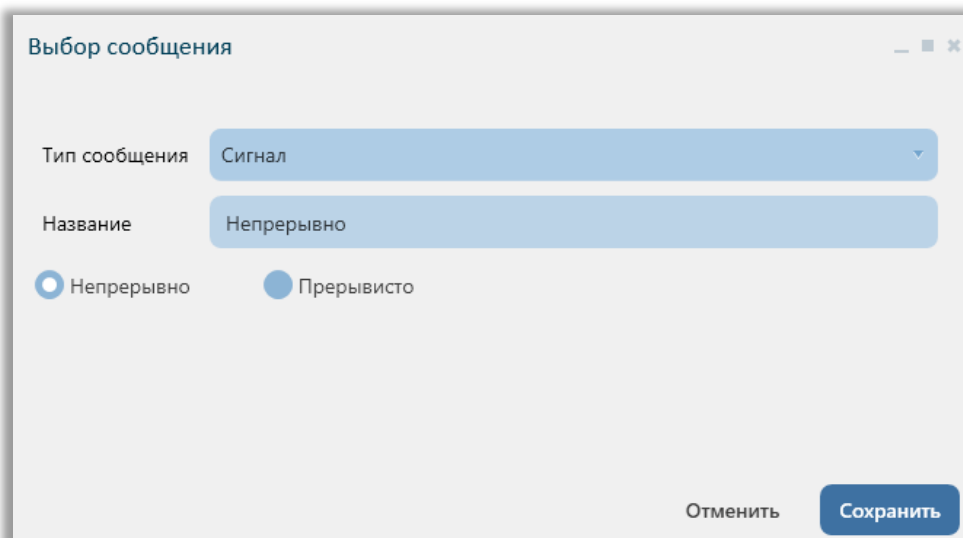 Выбор сообщения
Тип сообщения Сигнал
Название Непрерывно
Непрерывно Прерывисто
Отменить Сохранить